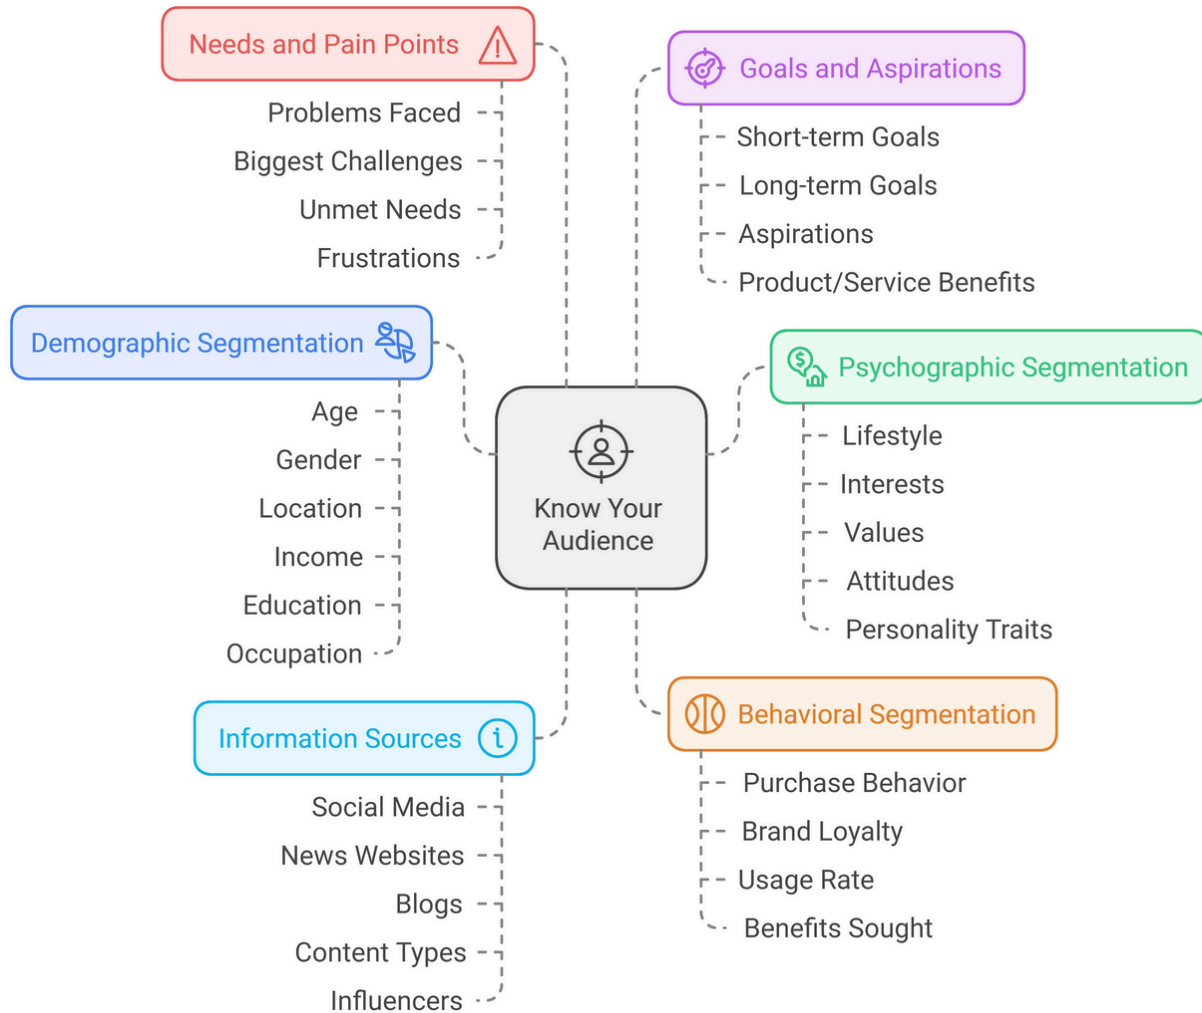 Needs and Pain Points
Problems Faced
Biggest Challenges
Unmet Needs
Frustrations
Goals and Aspirations
Short-term Goals
Long-term Goals
Aspirations
Product/Service Benefits
Demographic Segmentation
Age
Gender
Location
Income
Education
Occupation
Know Your
Audience
Psychographic Segmentation
Lifestyle
Interests
Values
Attitudes
Personality Traits
Information Sources
Social Media
News Websites
Blogs
Content Types
Influencers
Behavioral Segmentation
Purchase Behavior
Brand Loyalty
Usage Rate
Benefits Sought